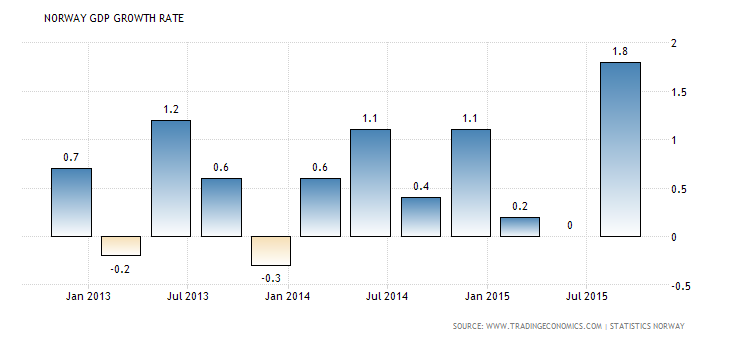 NORWAY GDP GROWTH RATE
2
1.8
1.5
1.2
1.1
1.1
1
0.7
0.6
0.6
0.5
0.4
0.2
0
0
-0.2
-0.3
-0.5
Jan 2013
Jul 2013
Jan 2014
Jul 2014
Jan 2015
Jul 2015
SOURCE: WWW.TRADINGECONOMICS.COM | STATISTICS NORWAY